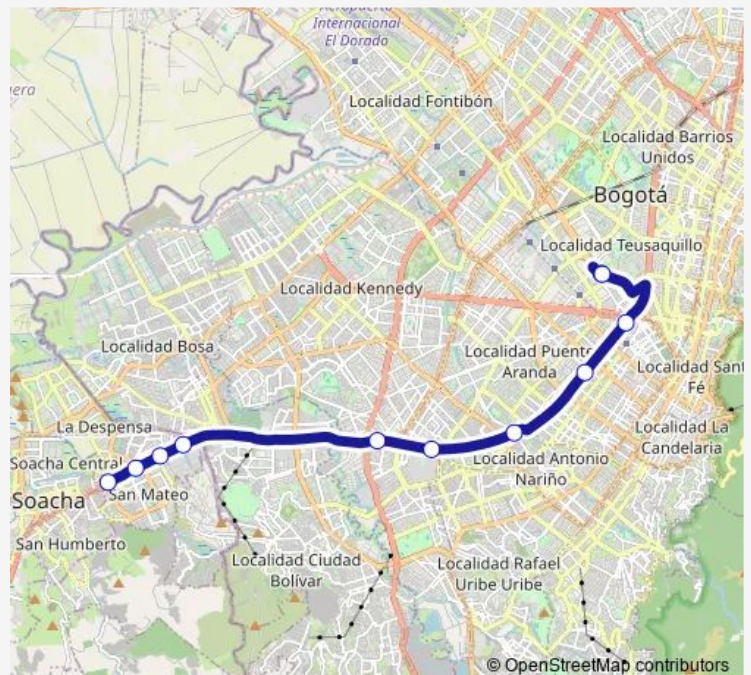 Aeropuerto
Internacional
El Dorado
Localidad Fontibón
Localidad Barrios
Unidos
Bogotá
Localidad Teusaquillo
Localidad Kennedy
Localidad Bosa
Localidad Puente
Aranda
Localidad Sant
Fé
La Despensa
Localidad La
Candelaria
Soacha Central
Localidad Antonio
Nariño
San Mateo
Soacha
San Humberto
Localidad Ciudad
Bolívar
Localidad Rafael
Uribe Uribe
© OpenStreetMap contributors